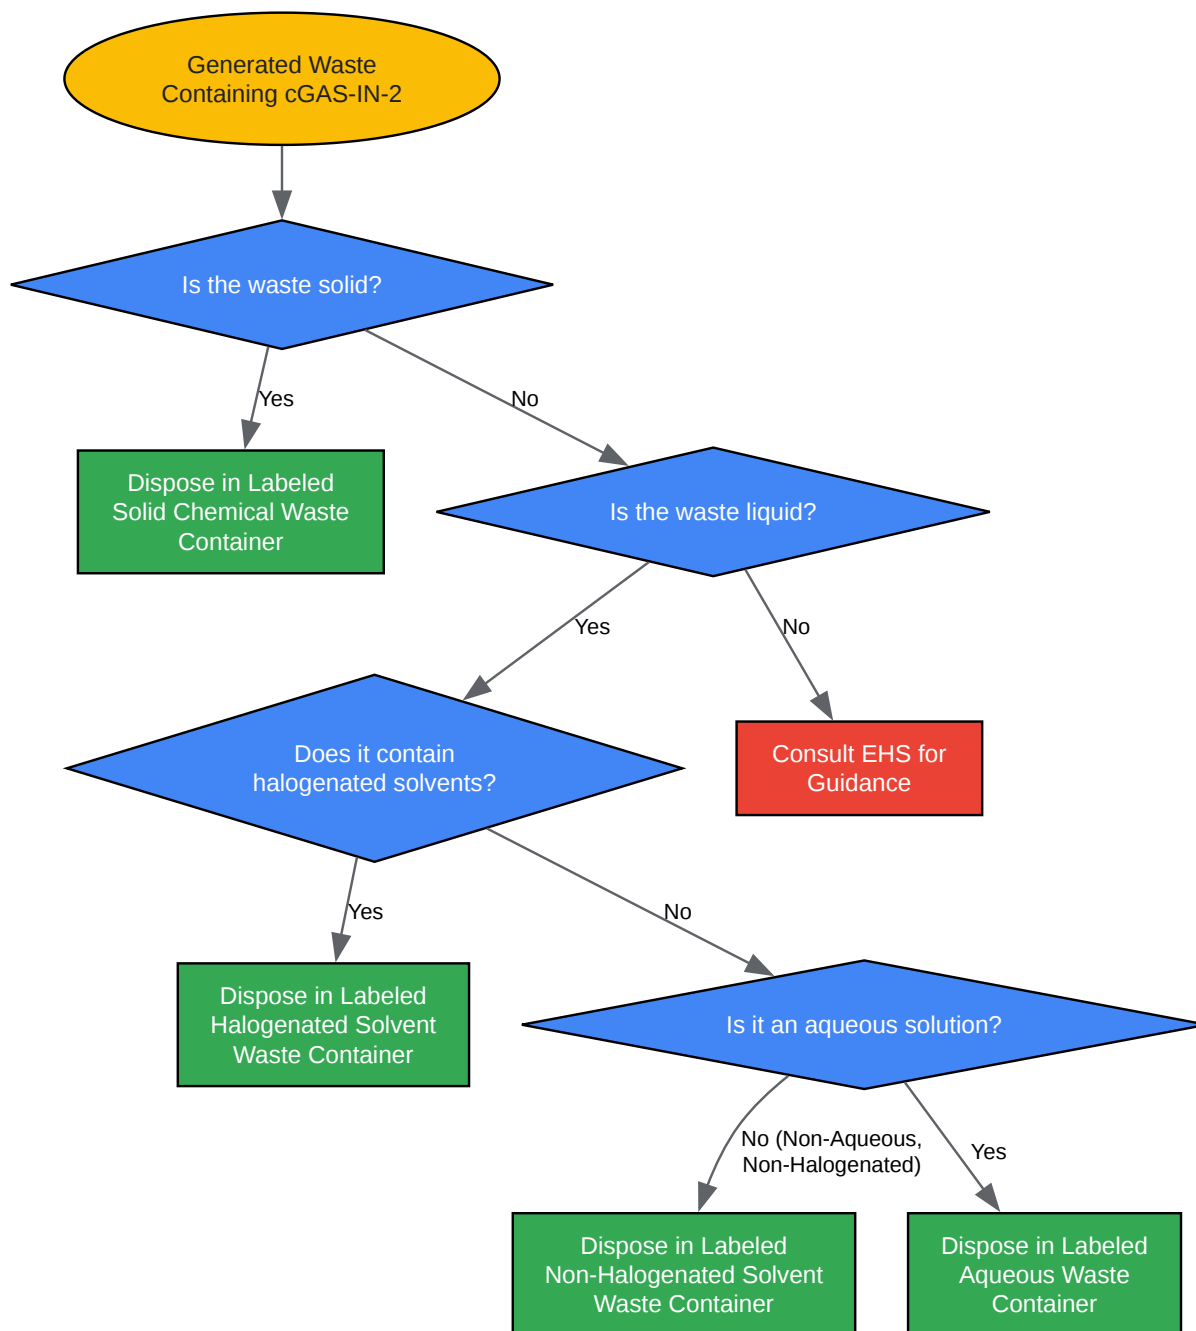 Generated Waste
Containing cGAS-IN-2
Is the waste solid?
Yes
No
Dispose in Labeled
Solid Chemical Waste
Container
Is the waste liquid?
Yes
No
Does it contain
halogenated solvents?
Consult EHS for
Guidance
Yes
No
Dispose in Labeled
Halogenated Solvent
Waste Container
Is it an aqueous solution?
No (Non-Aqueous,
Non-Halogenated)
Yes
Dispose in Labeled
Non-Halogenated Solvent
Waste Container
Dispose in Labeled
Aqueous Waste
Container